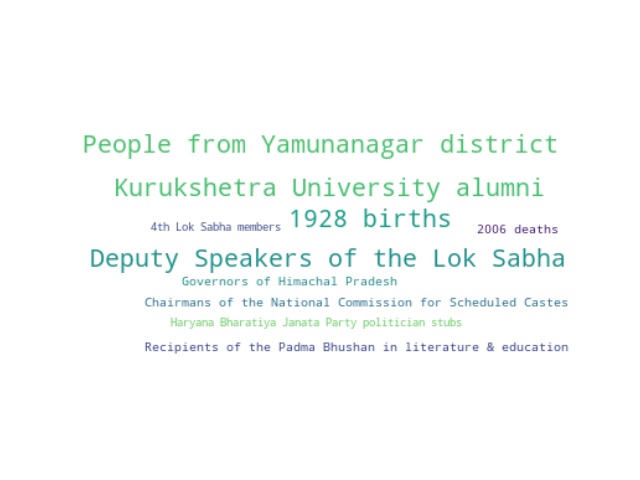 People from Yamunanagar district
Kurukshetra University alumni
4th Lok Sabha members 1928 births 2006 deaths
Deputy Speakers of the Lok Sabha
Governors of Himachal Pradesh
Chairmans of the National Commission for Scheduled Castes
Haryana Bharatiya Janata Party politician stubs
Recipients of the Padma Bhushan in literature & education